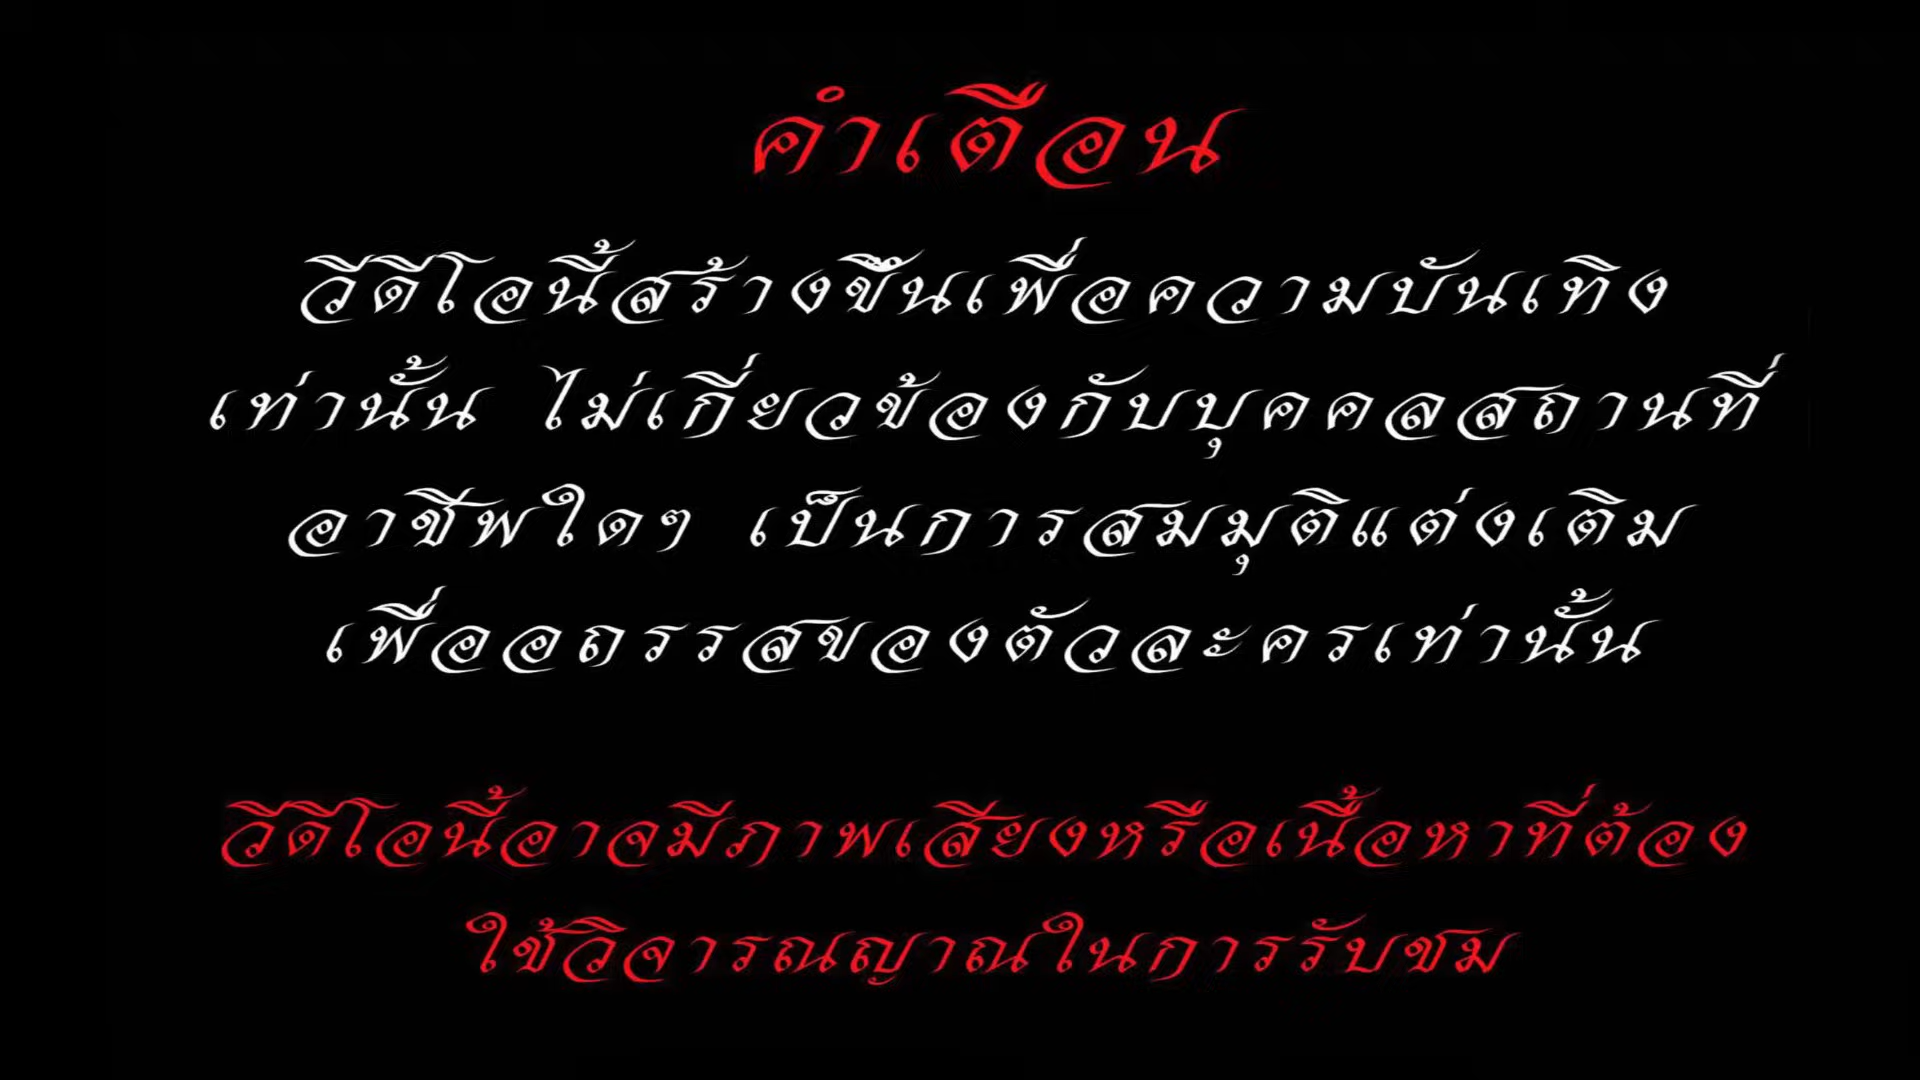 คำเตือน
วีดีโอนี้สร้างขึ้นเพื่อความบันเทิง
เท่านั้น ไม่เกี่ยวข้องกับบุคคลสถานที่
อาชีพใดๆ เป็นการสมมุติแต่งเติม
เพื่ออถรรสของตัวละครเท่านั้น
วีดีโอนี้อาจมีภาพเสียงหรือเนื้อหาที่ต้อง
ใช้วิจารณญาณในการรับชม